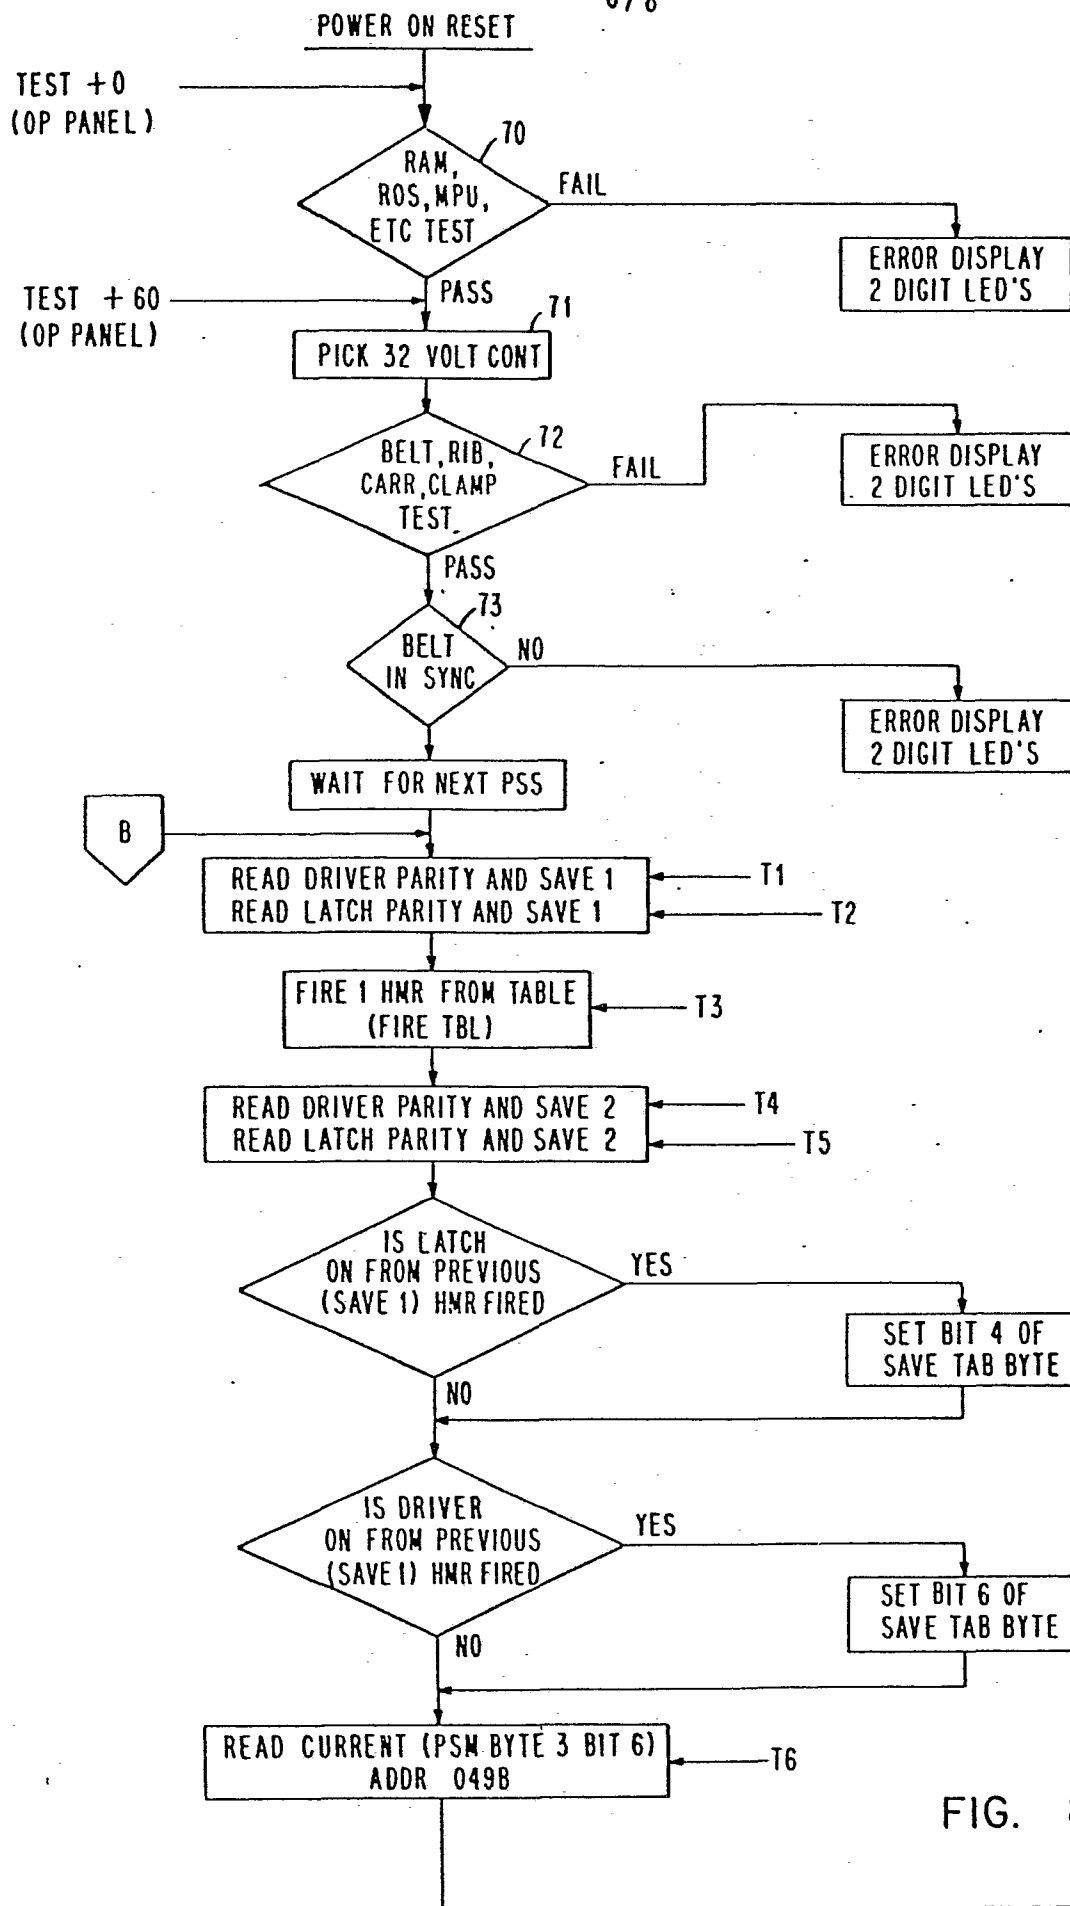 6/8
POWER ON RESET
TEST +0
(OP PANEL)
70
RAM,
ROS, MPU,
ETC TEST
FAIL
ERROR DISPLAY
2 DIGIT LED'S
PASS
TEST +60
(OP PANEL)
71
PICK 32 VOLT CONT
72
BELT, RIB,
CARR, CLAMP
TEST
FAIL
ERROR DISPLAY
2 DIGIT LED'S
PASS
73
BELT
IN SYNC
NO
ERROR DISPLAY
2 DIGIT LED'S
WAIT FOR NEXT PSS
B
READ DRIVER PARITY AND SAVE 1
READ LATCH PARITY AND SAVE 1
T1
T2
FIRE 1 HMR FROM TABLE
(FIRE TBL)
T3
READ DRIVER PARITY AND SAVE 2
READ LATCH PARITY AND SAVE 2
T4
T5
IS LATCH
ON FROM PREVIOUS
(SAVE 1) HMR FIRED
YES
SET BIT 4 OF
SAVE TAB BYTE
NO
IS DRIVER
ON FROM PREVIOUS
(SAVE 1) HMR FIRED
YES
SET BIT 6 OF
SAVE TAB BYTE
NO
READ CURRENT (PSM BYTE 3 BIT 6)
ADDR 049B
T6
FIG.